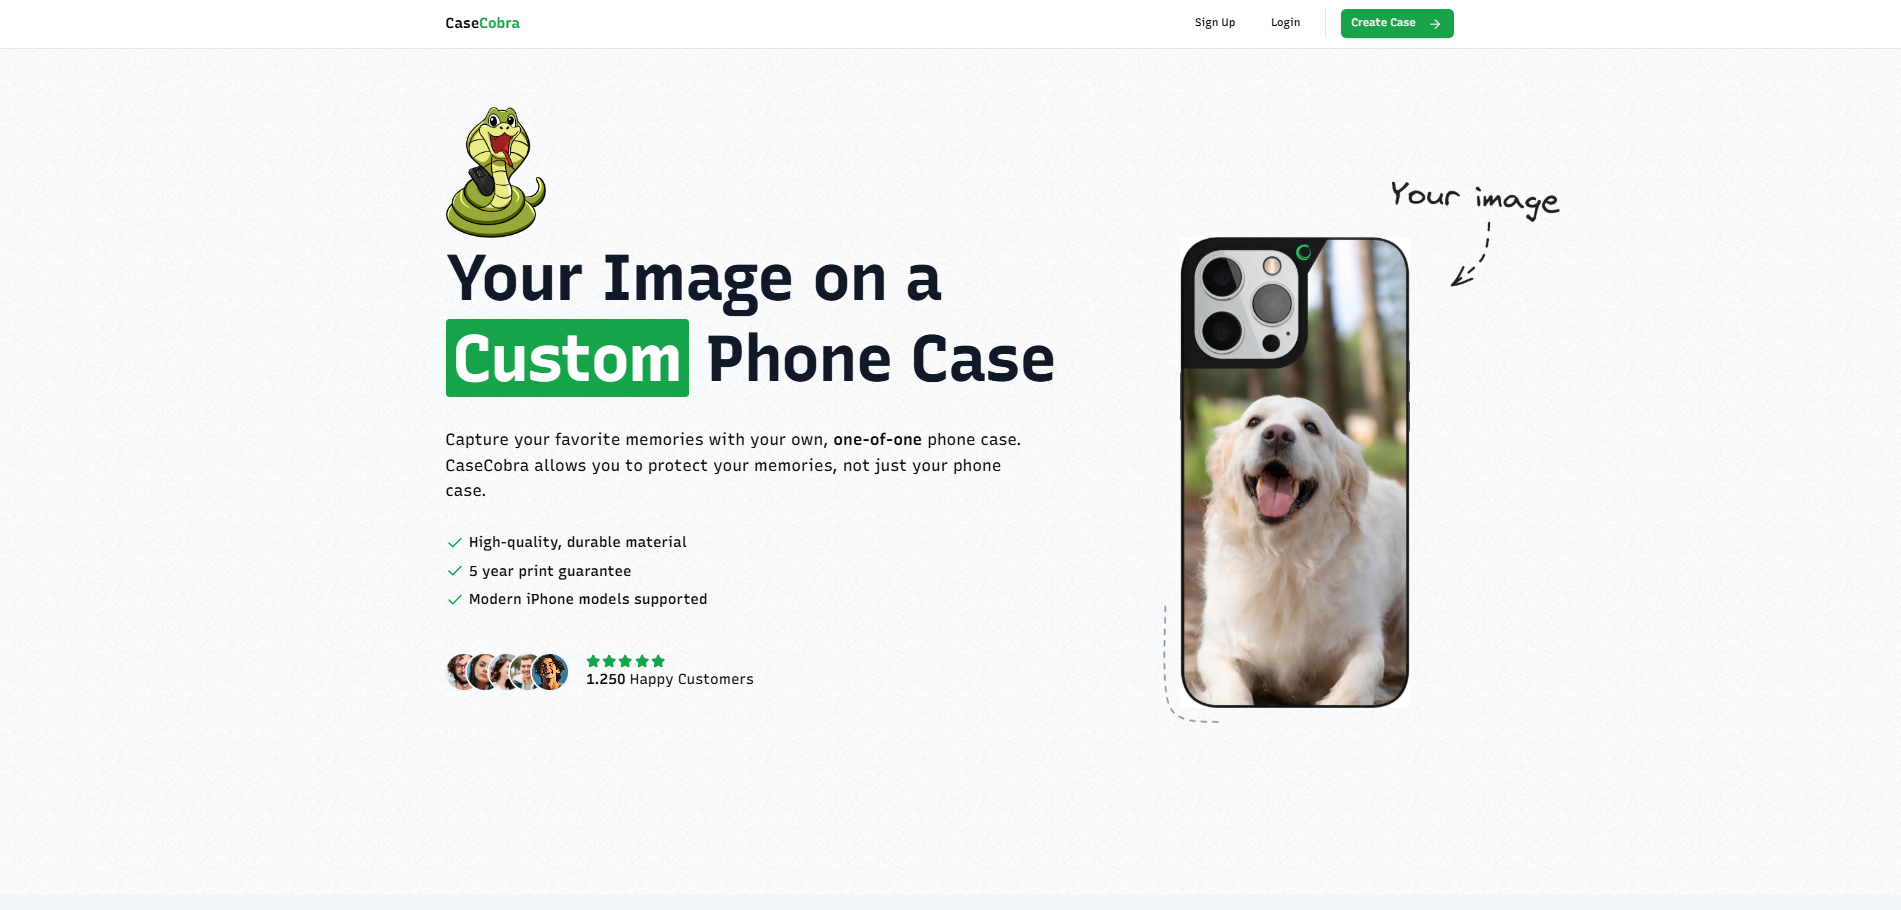 CaseCobra
Sign Up
Login
Create Case
Your image
Your Image on a
Custom Phone Case
Capture your favorite memories with your own, one-of-one phone case.
CaseCobra allows you to protect your memories, not just your phone
case.
High-quality, durable material
5 year print guarantee
Modern iPhone models supported
1.250 Happy Customers